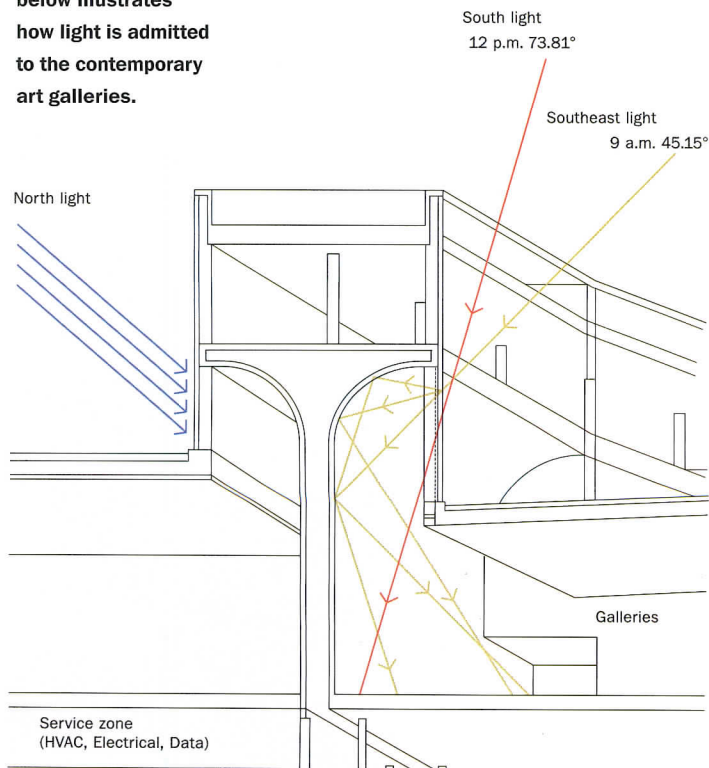 below illustrates
how light is admitted
to the contemporary
art galleries.
South light
12 p.m. 73.81°
Southeast light
9 a.m. 45.15°
North light
Galleries
Service zone
(HVAC, Electrical, Data)